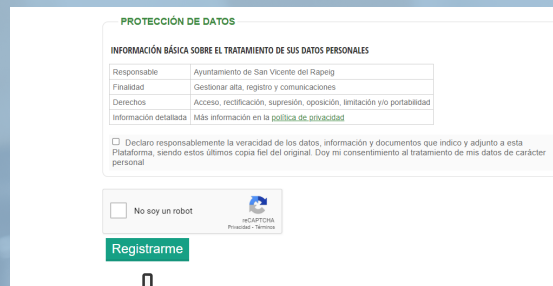 PROTECCIÓN DE DATOS
INFORMACIÓN BÁSICA SOBRE EL TRATAMIENTO DE SUS DATOS PERSONALES
Responsable Ayuntamiento de San Vicente del Rapeig
Finalidad Gestionar alta, registro y comunicaciones
Derechos Acceso, rectificación, supresión, oposición, limitación y/o portabilidad
Información detallada Más información en la política de privacidad
Declaro responsablemente la veracidad de los datos, información y documentos que indico y adjunto a esta
Plataforma, siendo estos últimos copia fiel del original. Doy mi consentimiento al tratamiento de mis datos de carácter
personal
No soy un robot
reCAPTCHA
Privacidad - Términos
Registrarme